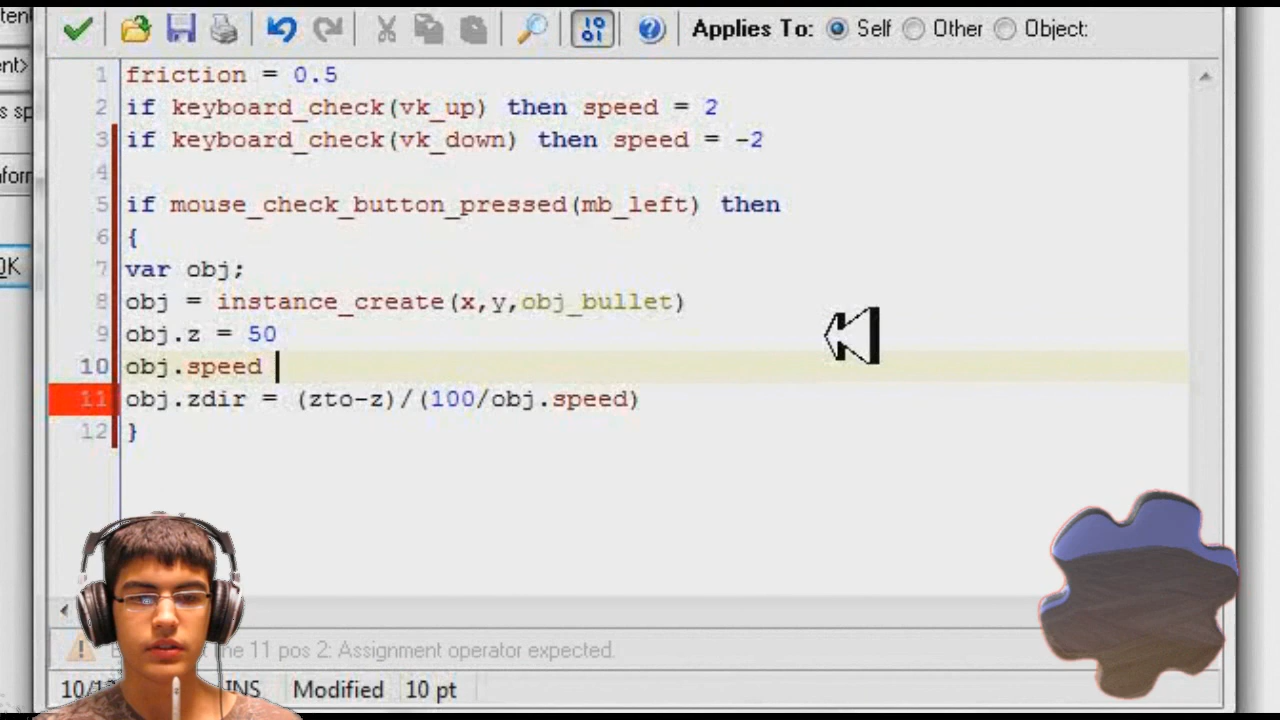 Applies To: Self Other Object:
1 friction = 0.5
2 if keyboard_check(vk_up) then speed = 2
3 if keyboard_check(vk_down) then speed = -2
4
5 if mouse_check_button_pressed(mb_left) then
6 {
7 var obj;
8 obj = instance_create(x,y,obj_bullet)
9 obj.z = 50
10 obj.speed
11 obj.zdir = (zto-z)/(100/obj.speed)
12 }
line 11 pos 2: Assignment operator expected.
INS Modified 10 pt